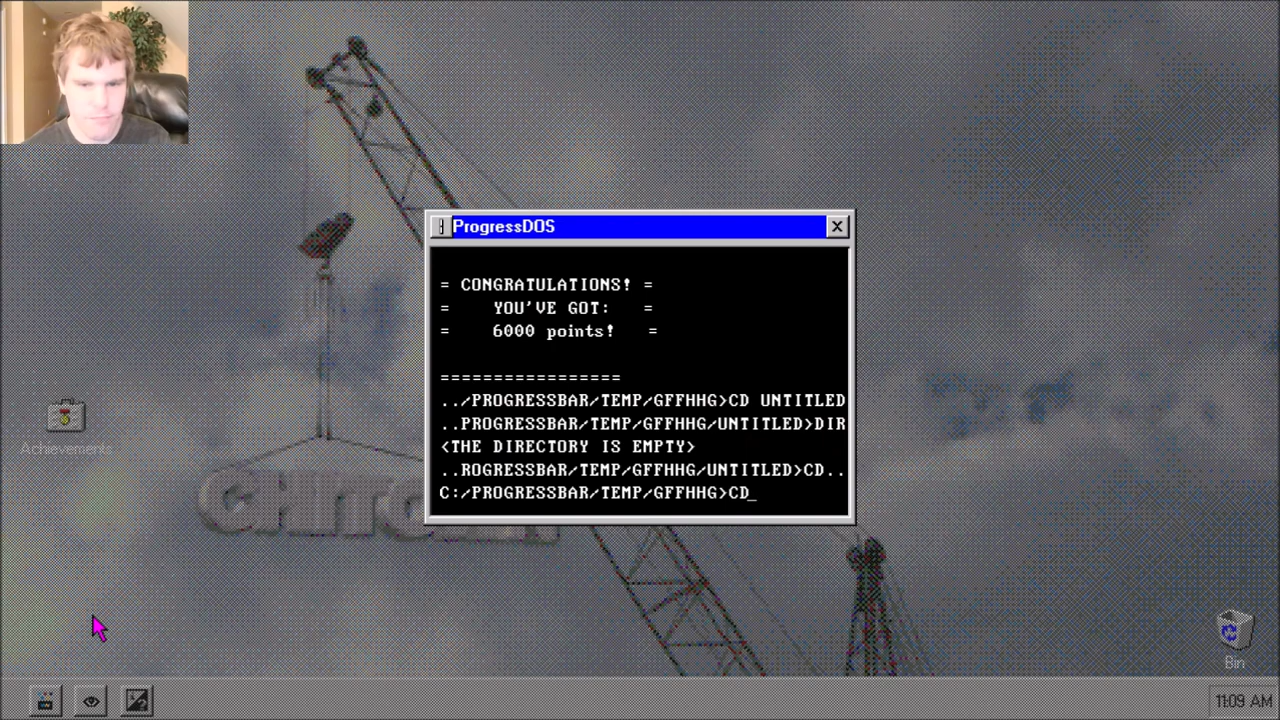 ProgressDOS
= CONGRATULATIONS! =
= YOU'VE GOT: =
= 6000 points! =
=================
../PROGRESSBAR/TEMP/GFFHHG>CD UNTITLED
..PROGRESSBAR/TEMP/GFFHHG/UNTITLED>DIR
<THE DIRECTORY IS EMPTY>
..ROGRESSBAR/TEMP/GFFHHG/UNTITLED>CD..
C:/PROGRESSBAR/TEMP/GFFHHG>CD_
Achievements
Bin
11:09 AM